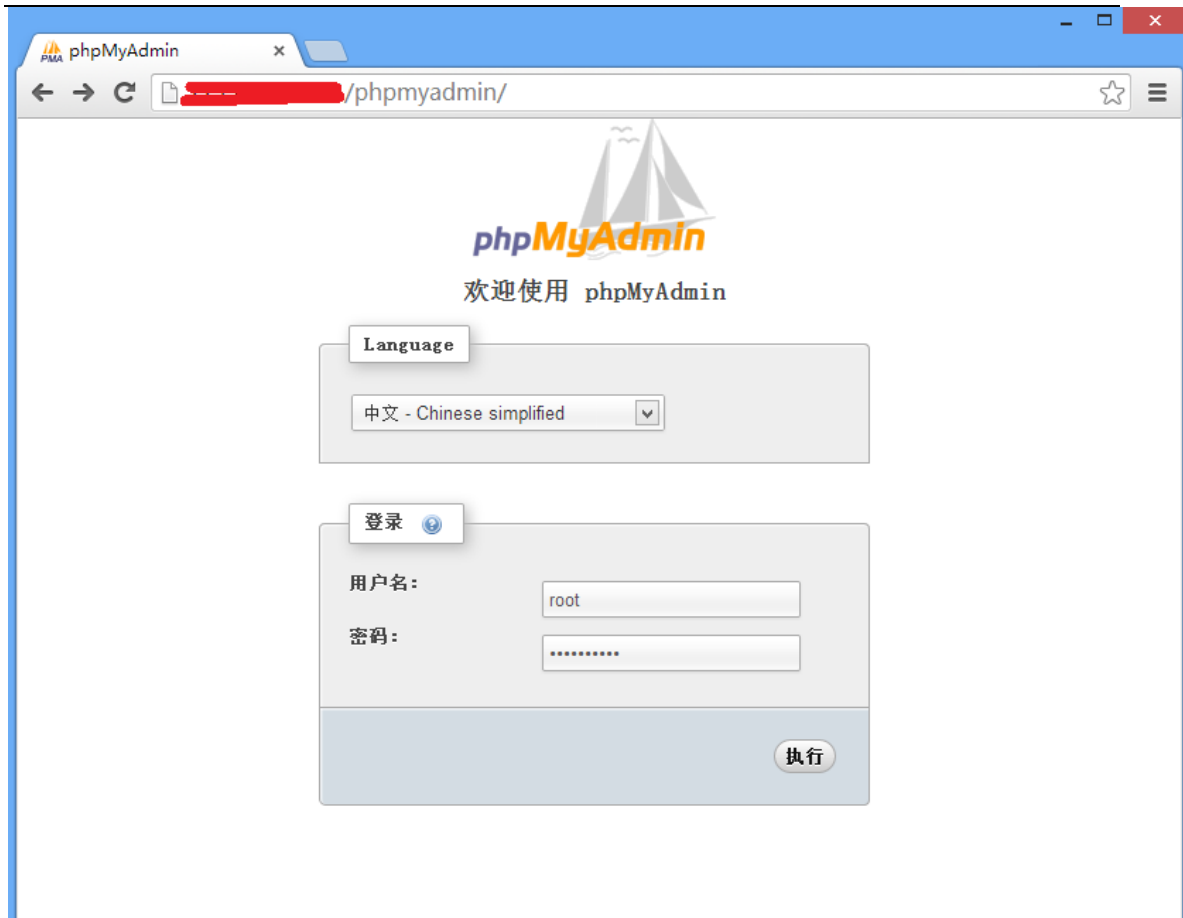 PMA phpMyAdmin
/phpmyadmin/
phpMyAdmin
欢迎使用 phpMyAdmin
Language
中文 - Chinese simplified
登录
用户名:
root
密码:
••••••••••
执行